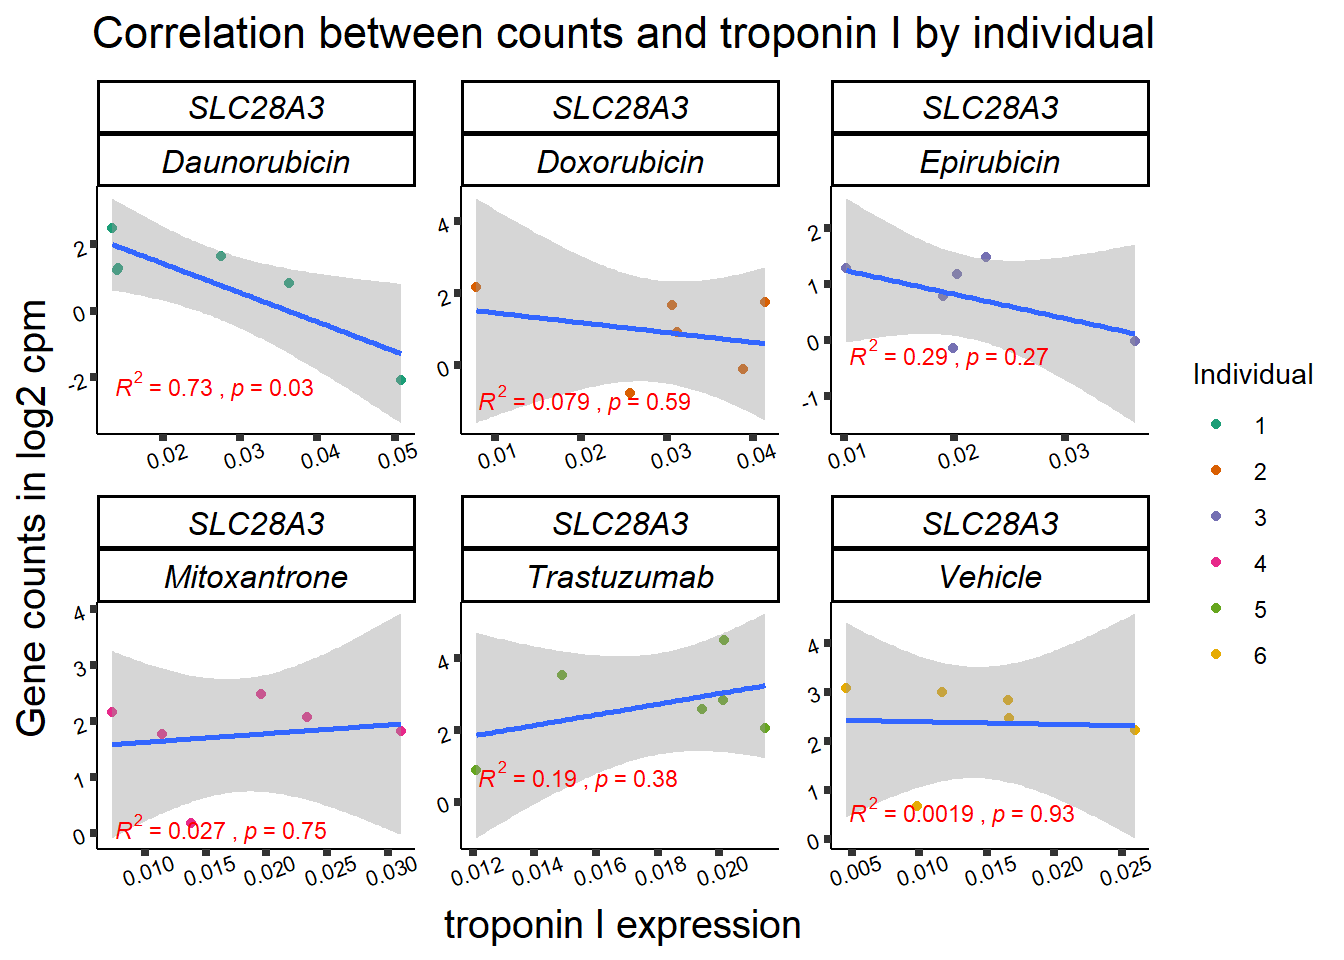 Correlation between counts and troponin I by individual
SLC28A3
Daunorubicin
2
0
-2
R² = 0.73 , p = 0.03
0.02 0.03 0.04 0.05
SLC28A3
Doxorubicin
4
2
0
R² = 0.079 , p = 0.59
0.01 0.02 0.03 0.04
SLC28A3
Epirubicin
2
1
0
-1
R² = 0.29 , p = 0.27
0.01 0.02 0.03
SLC28A3
Mitoxantrone
4
3
2
1
0
R² = 0.027 , p = 0.75
0.010 0.015 0.020 0.025 0.030
SLC28A3
Trastuzumab
4
2
0
R² = 0.19 , p = 0.38
0.012 0.014 0.016 0.018 0.020
SLC28A3
Vehicle
4
3
2
1
0
R² = 0.0019 , p = 0.93
0.005 0.010 0.015 0.020 0.025
Gene counts in log2 cpm
troponin I expression
Individual
1
2
3
4
5
6